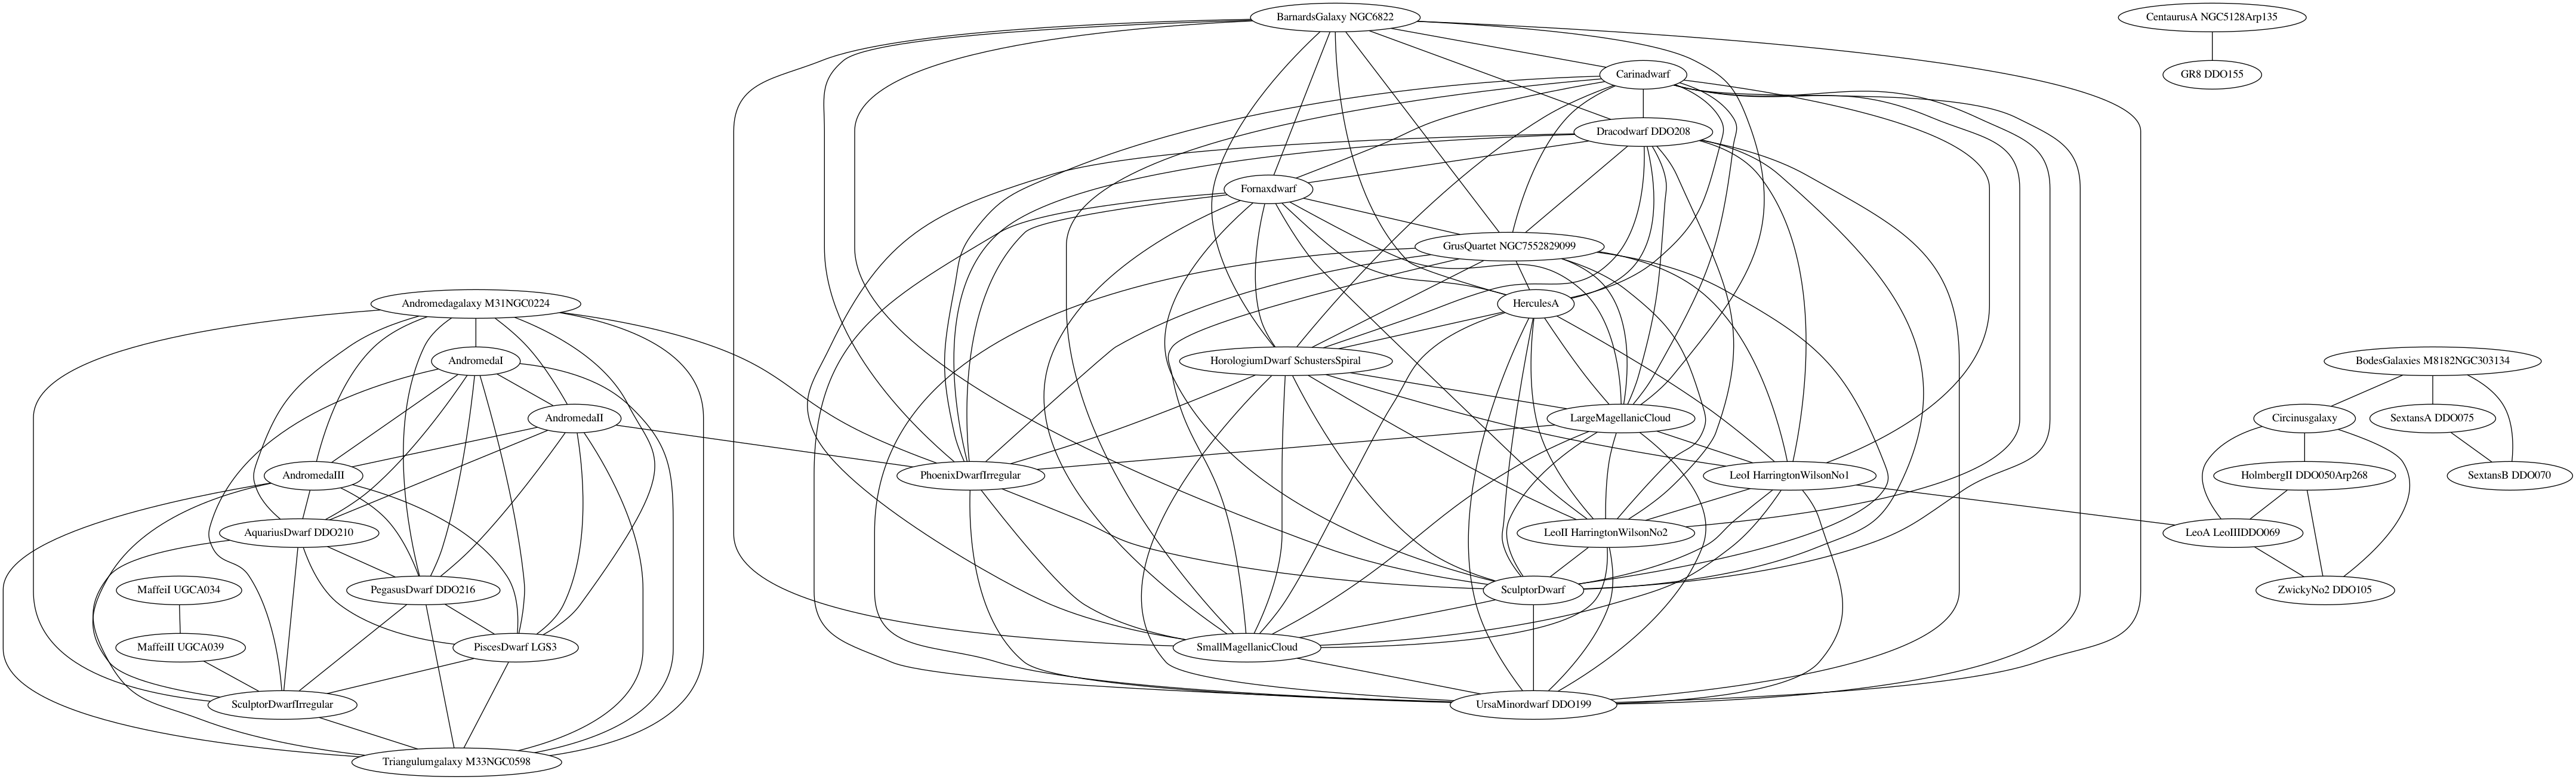 BarnardsGalaxy NGC6822
CentaurusA NGC5128Arp135
Carinadwarf
GR8 DDO155
Dracodwarf DDO208
Fornaxdwarf
GrusQuartet NGC7552829099
Andromedagalaxy M31NGC0224
HerculesA
AndromedaI
HorologiumDwarf SchustersSpiral
BodesGalaxies M8182NGC303134
AndromedaII
LargeMagellanicCloud
Circinusgalaxy
SextansA DDO075
AndromedaIII
PhoenixDwarfIrregular
LeoI HarringtonWilsonNo1
HolmbergII DDO050Arp268
SextansB DDO070
AquariusDwarf DDO210
LeoII HarringtonWilsonNo2
LeoA LeoIIIDDO069
MaffeiI UGCA034
PegasusDwarf DDO216
SculptorDwarf
ZwickyNo2 DDO105
MaffeiII UGCA039
PiscesDwarf LGS3
SmallMagellanicCloud
SculptorDwarfIrregular
UrsaMinordwarf DDO199
Triangulumgalaxy M33NGC0598